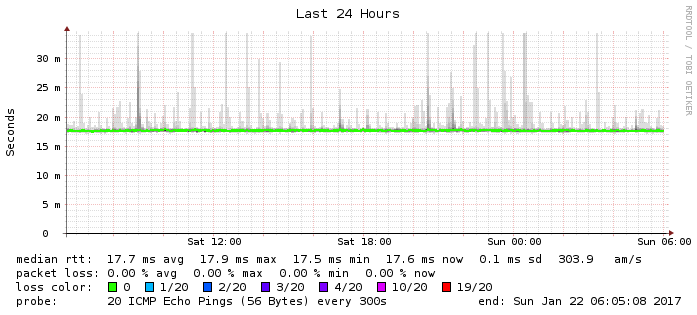 Last 24 Hours
RRDTOOL / TOBI OETIKER
Seconds
30 m
25 m
20 m
15 m
10 m
5 m
0
Sat 12:00 Sat 18:00 Sun 00:00 Sun 06:00
median rtt: 17.7 ms avg 17.9 ms max 17.5 ms min 17.6 ms now 0.1 ms sd 303.9 am/s
packet loss: 0.00 % avg 0.00 % max 0.00 % min 0.00 % now
loss color: 0 1/20 2/20 3/20 4/20 10/20 19/20
probe: 20 ICMP Echo Pings (56 Bytes) every 300s end: Sun Jan 22 06:05:08 2017